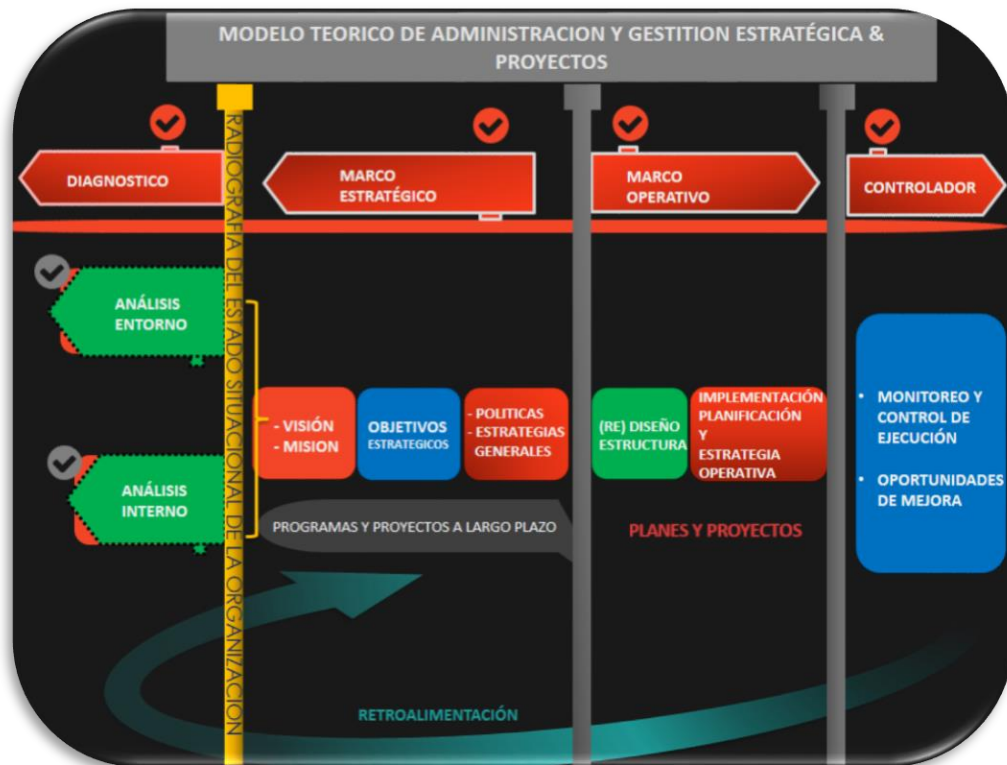 MODELO TEORICO DE ADMINISTRACION Y GESTITION ESTRATÉGICA &
PROYECTOS
DIAGNOSTICO
MARCO
ESTRATÉGICO
MARCO
OPERATIVO
CONTROLADOR
RADIOGRAFIA DEL ESTADO SITUACIONAL DE LA ORGANIZACION
ANÁLISIS
ENTORNO
ANÁLISIS
INTERNO
- VISIÓN
- MISION
OBJETIVOS
ESTRATEGICOS
- POLITICAS
- ESTRATEGIAS
GENERALES
(RE) DISEÑO
ESTRUCTURA
IMPLEMENTACIÓN
PLANIFICACIÓN
Y
ESTRATEGIA
OPERATIVA
• MONITOREO Y
CONTROL DE
EJECUCIÓN
• OPORTUNIDADES
DE MEJORA
PROGRAMAS Y PROYECTOS A LARGO PLAZO
PLANES Y PROYECTOS
RETROALIMENTACIÓN